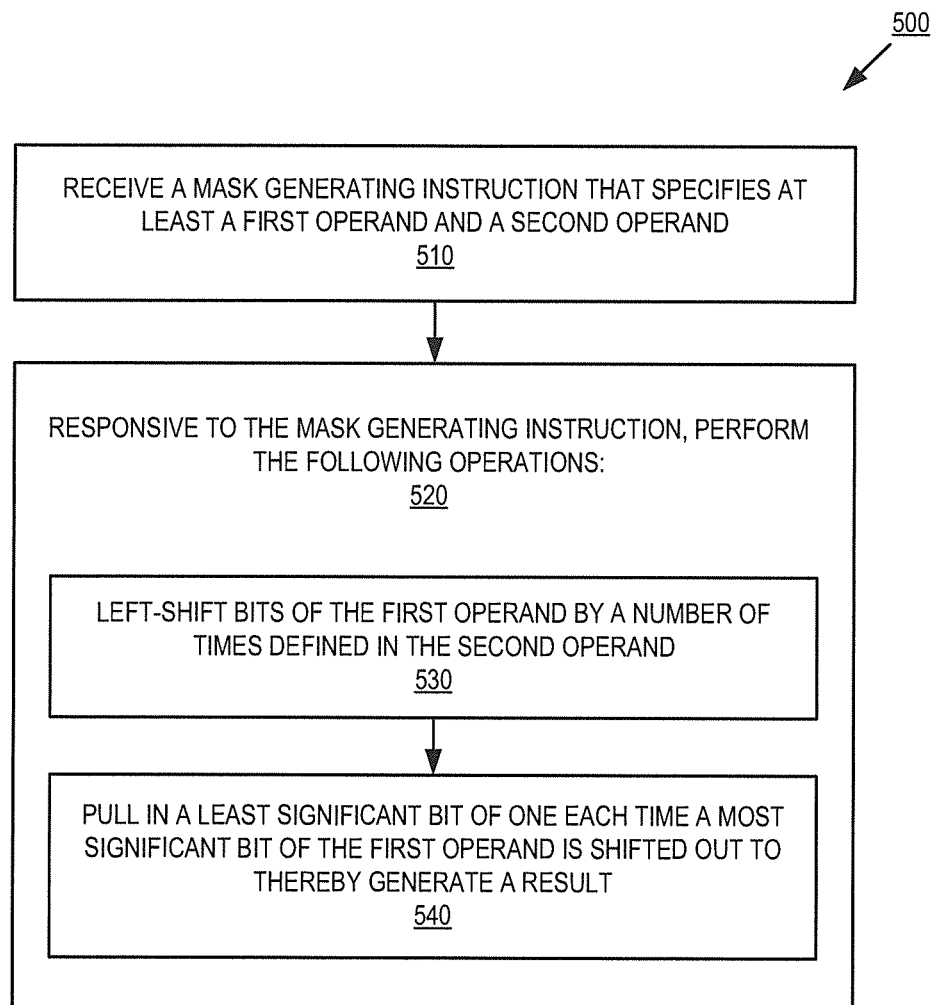 500
RECEIVE A MASK GENERATING INSTRUCTION THAT SPECIFIES AT
LEAST A FIRST OPERAND AND A SECOND OPERAND
510
RESPONSIVE TO THE MASK GENERATING INSTRUCTION, PERFORM
THE FOLLOWING OPERATIONS:
520
LEFT-SHIFT BITS OF THE FIRST OPERAND BY A NUMBER OF
TIMES DEFINED IN THE SECOND OPERAND
530
PULL IN A LEAST SIGNIFICANT BIT OF ONE EACH TIME A MOST
SIGNIFICANT BIT OF THE FIRST OPERAND IS SHIFTED OUT TO
THEREBY GENERATE A RESULT
540